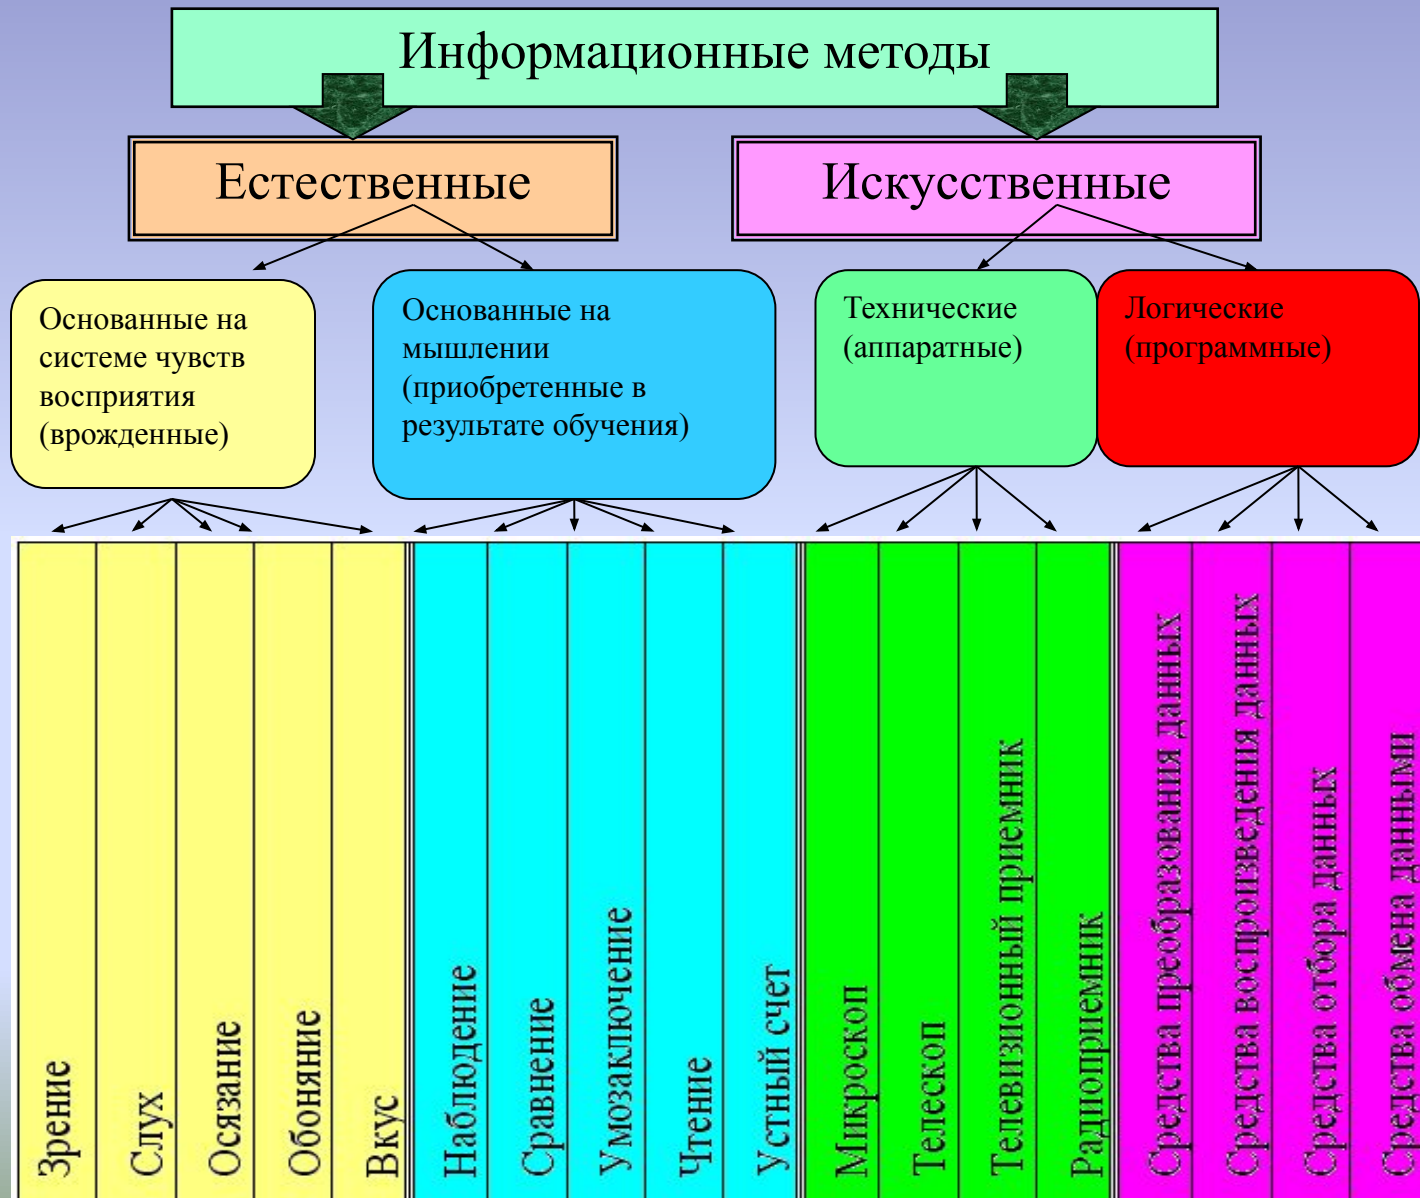 Информационные методы
Естественные
Искусственные
Основанные на
системе чувств
восприятия
(врожденные)
Основанные на
мышлении
(приобретенные в
результате обучения)
Технические
(аппаратные)
Логические
(программные)
Зрение
Слух
Осязание
Обоняние
Вкус
Наблюдение
Сравнение
Умозаключение
Чтение
Устный счет
Микроскоп
Телескоп
Телевизионный приемник
Радиоприемник
Средства преобразования данных
Средства воспроизведения данных
Средства отбора данных
Средства обмена данными